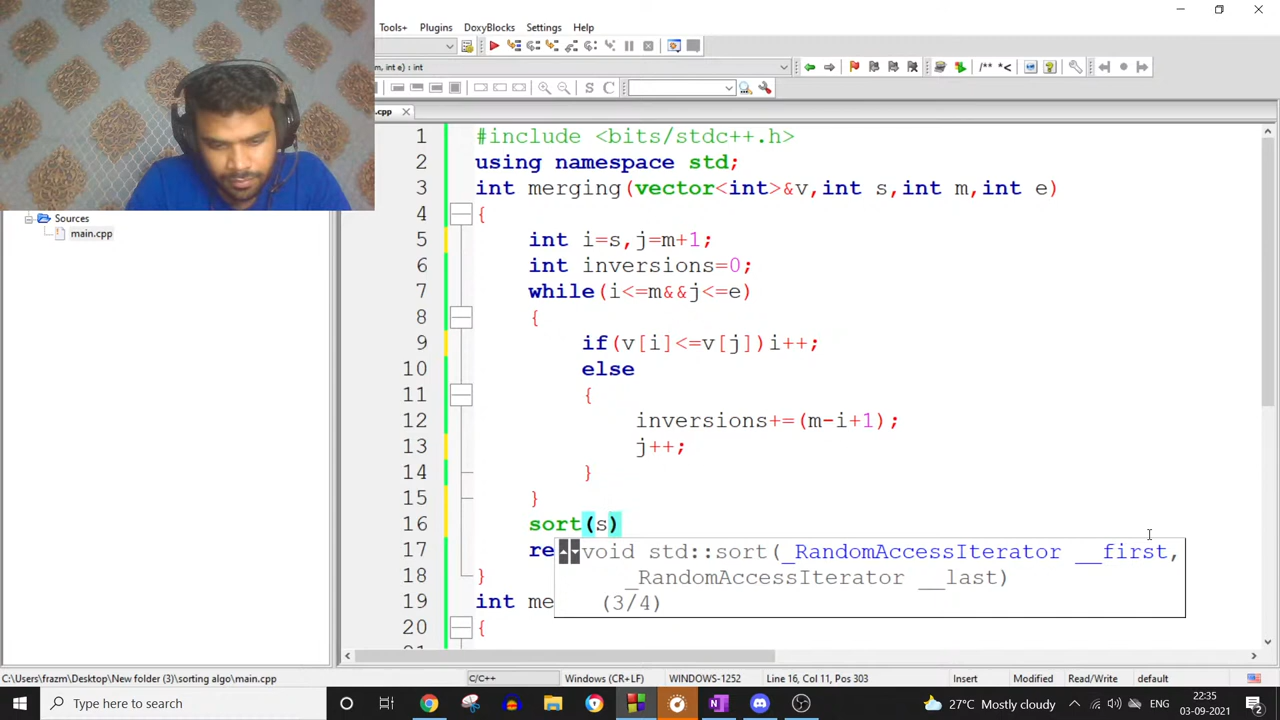 Tools+ Plugins DoxyBlocks Settings Help
m, int e) : int
/** *<
S C
.cpp
Sources
main.cpp
1 #include <bits/stdc++.h>
2 using namespace std;
3 int merging(vector<int>&v,int s,int m,int e)
4 {
5 int i=s,j=m+1;
6 int inversions=0;
7 while(i<=m&&j<=e)
8 {
9 if(v[i]<=v[j])i++;
10 else
11 {
12 inversions+=(m-i+1);
13 j++;
14 }
15 }
16 sort(s)
void std::sort(_RandomAccessIterator __first,
_RandomAccessIterator __last)
(3/4)
17 re
18 }
19 int me
20 {
C:\Users\frazm\Desktop\New folder (3)\sorting algo\main.cpp C/C++ Windows (CR+LF) WINDOWS-1252 Line 16, Col 11, Pos 303 Insert Modified Read/Write default
Type here to search
27°C Mostly cloudy ENG 22:35
03-09-2021